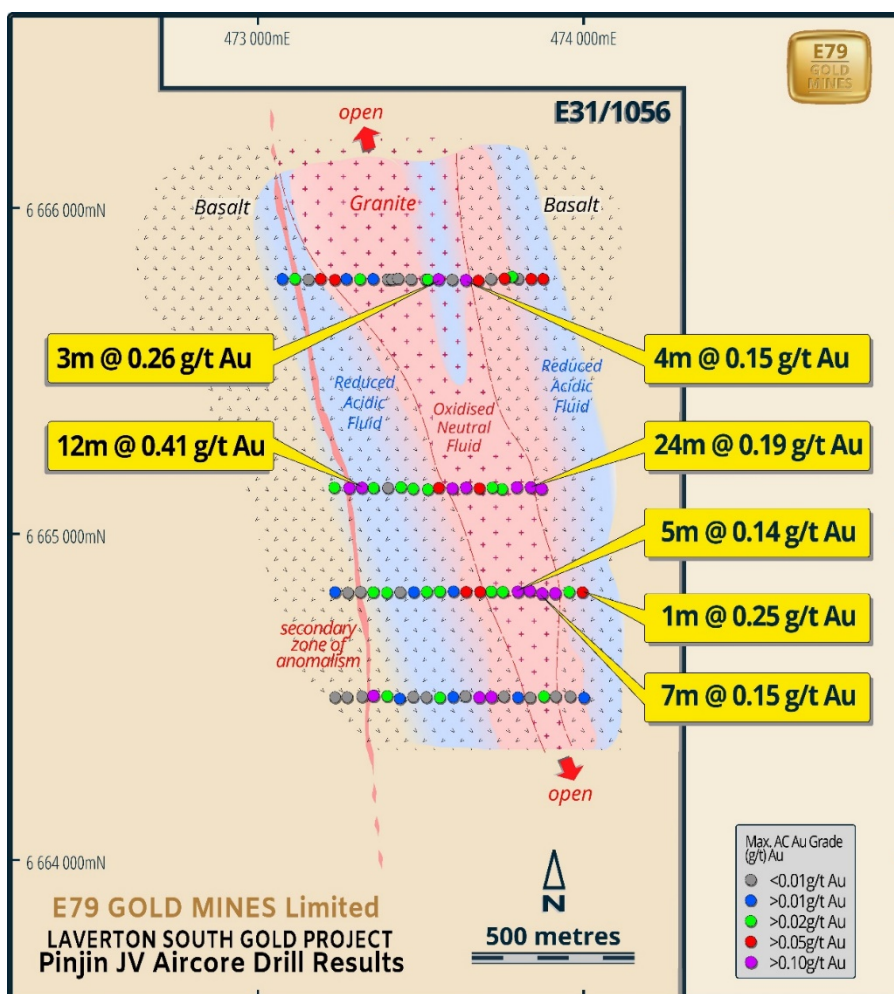 473 000mE
474 000mE
E79
GOLD
MINES
E31/1056
open
6 666 000mN
Basalt
Granite
Basalt
3m @ 0.26 g/t Au
4m @ 0.15 g/t Au
Reduced
Acidic
Fluid
Oxidised
Neutral
Fluid
Reduced
Acidic
Fluid
12m @ 0.41 g/t Au
24m @ 0.19 g/t Au
6 665 000mN
5m @ 0.14 g/t Au
1m @ 0.25 g/t Au
secondary
zone of
anomalism
7m @ 0.15 g/t Au
open
6 664 000mN
Max. AC Au Grade
(g/t) Au
<0.01g/t Au
>0.01g/t Au
>0.02g/t Au
>0.05g/t Au
>0.10g/t Au
N
500 metres
E79 GOLD MINES Limited
LAVERTON SOUTH GOLD PROJECT
Pinjin JV Aircore Drill Results